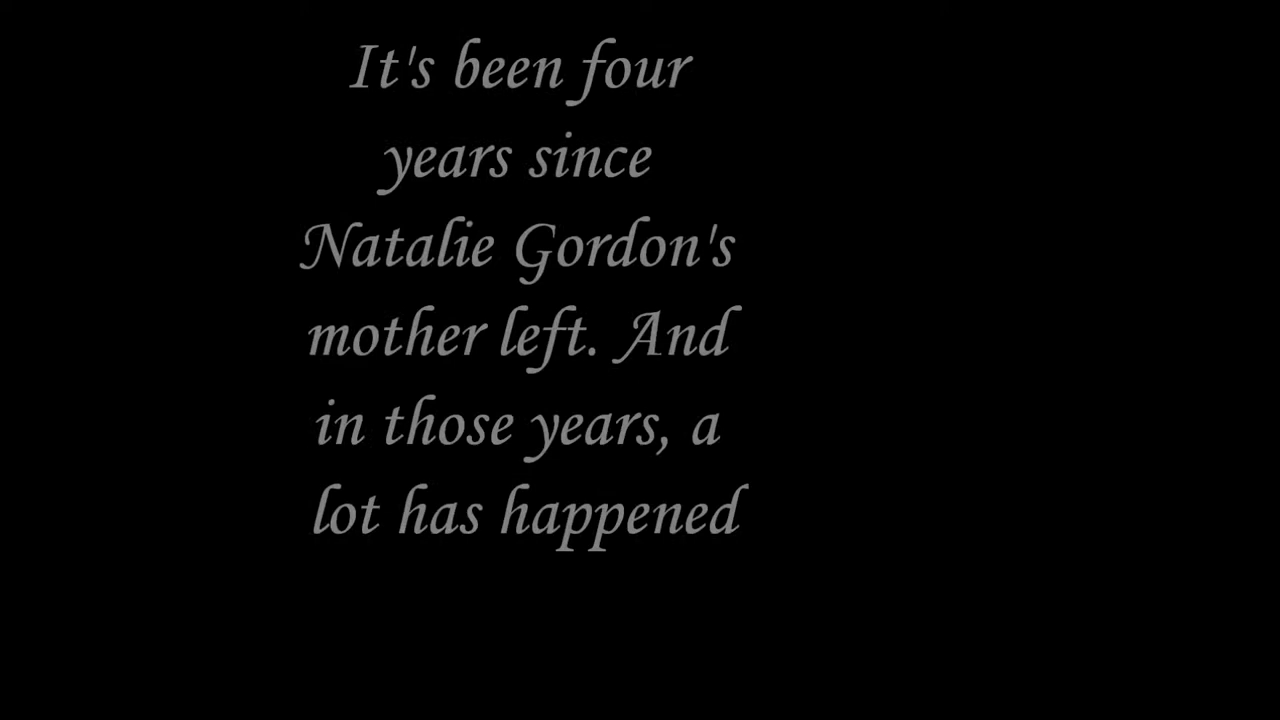 It's been four
years since
Natalie Gordon's
mother left. And
in those years, a
lot has happened